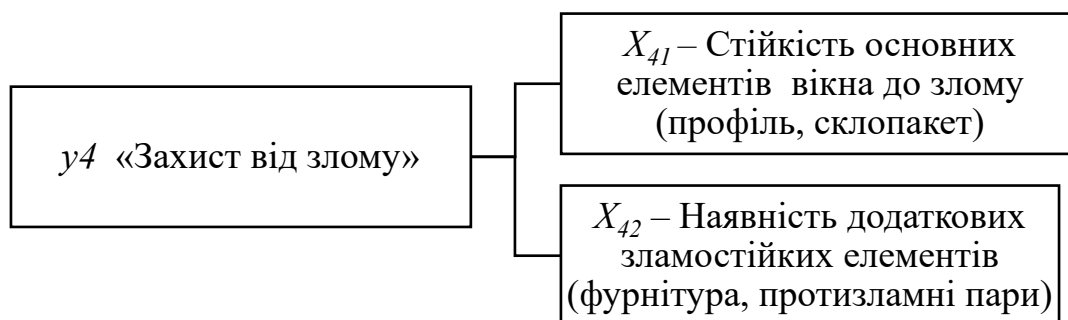 y4 «Захист від злому»
X41 – Стійкість основних
елементів вікна до злому
(профіль, склопакет)
X42 – Наявність додаткових
зламостійких елементів
(фурнітура, протизламні пари)